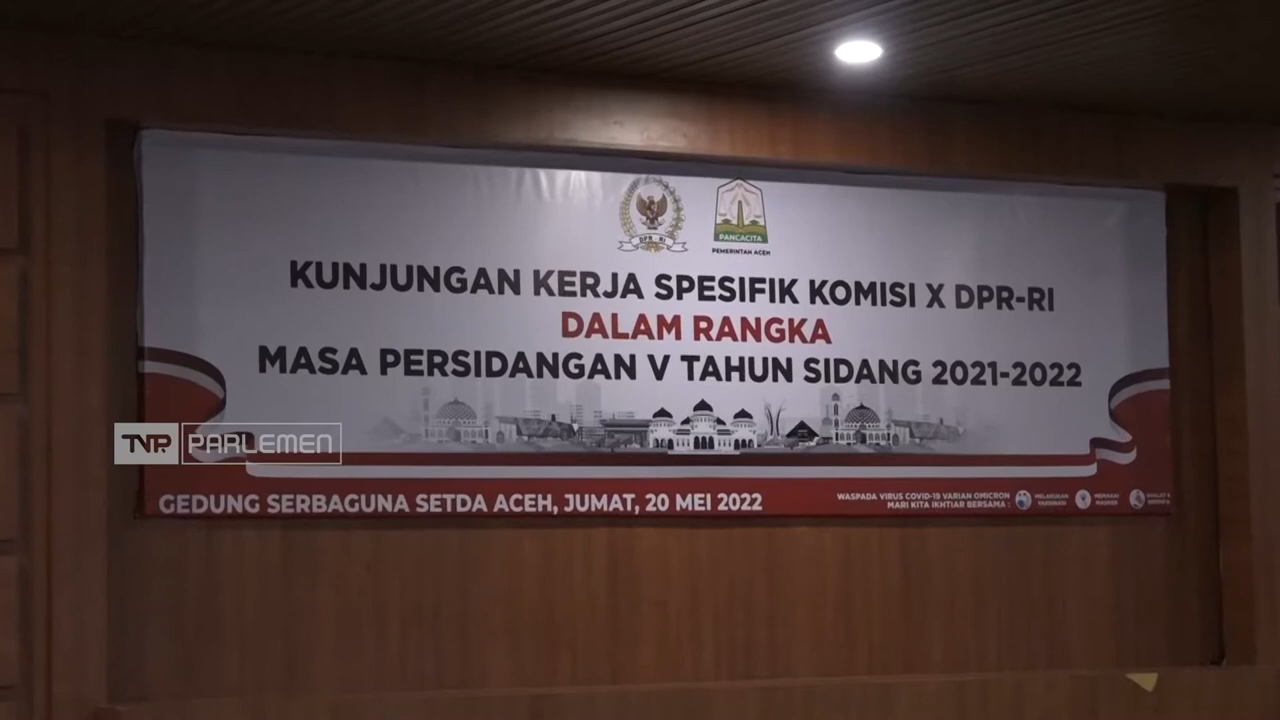 DPR - RI
PANCACITA
PEMERINTAH ACEH
KUNJUNGAN KERJA SPESIFIK KOMISI X DPR-RI
DALAM RANGKA
MASA PERSIDANGAN V TAHUN SIDANG 2021-2022
TVR PARLEMEN
GEDUNG SERBAGUNA SETDA ACEH, JUMAT, 20 MEI 2022
WASPADA VIRUS COVID-19 VARIAN OMICRON
MARI KITA IKHTIAR BERSAMA :
MELAKUKAN
VAKSINASI
MEMAKAI
MASKER